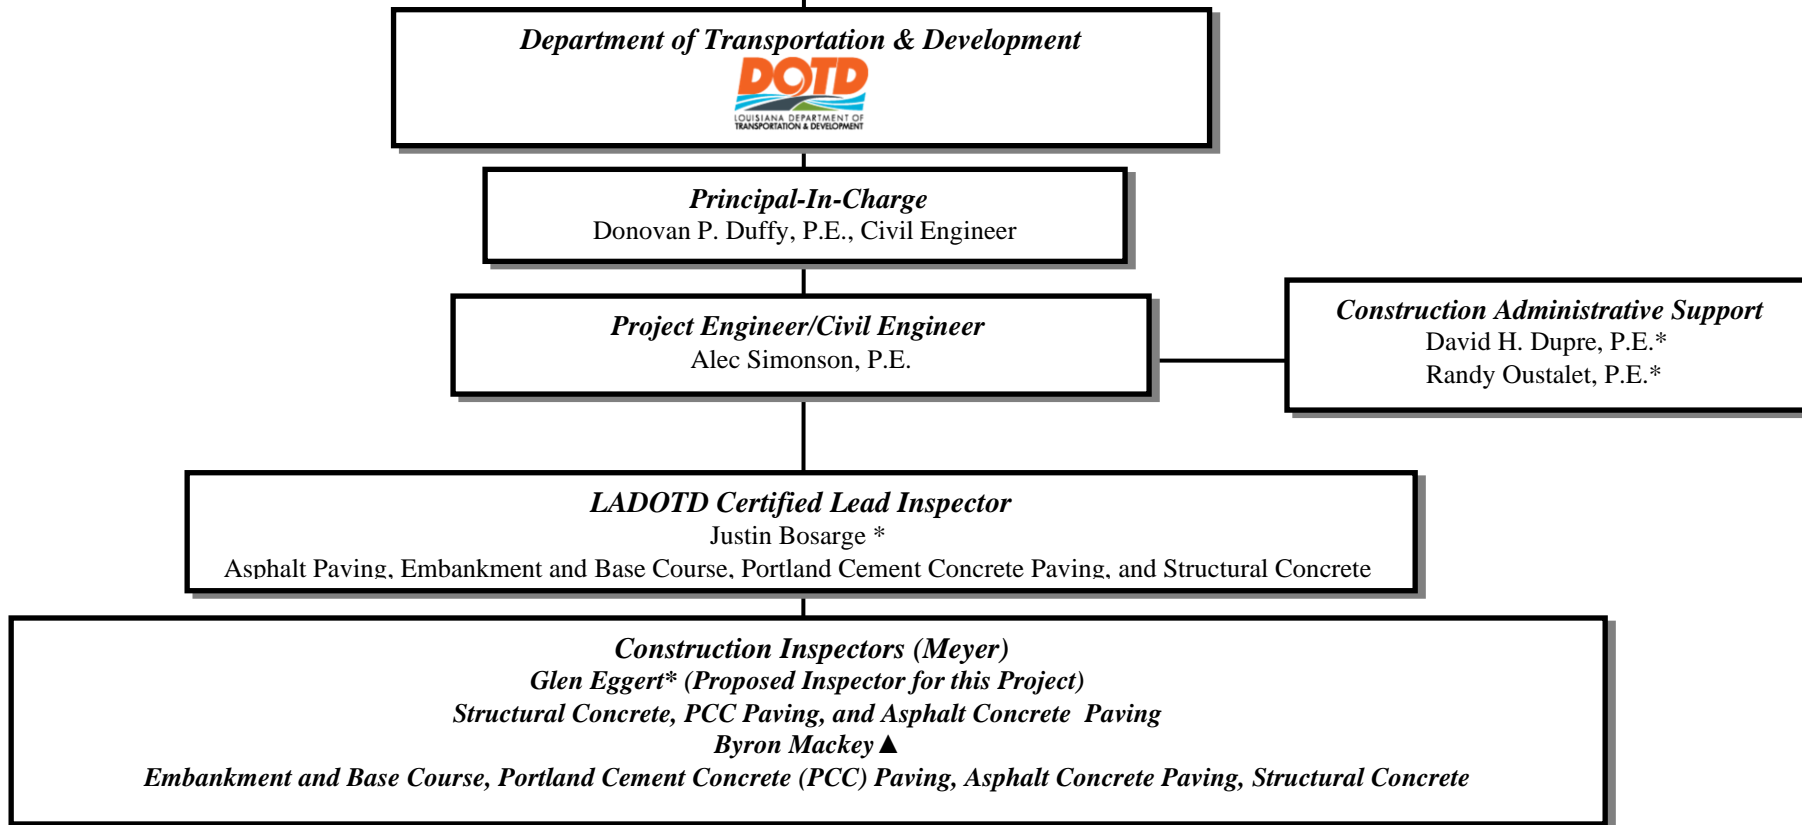 Department of Transportation & Development
DOTD
LOUISIANA DEPARTMENT OF
TRANSPORTATION & DEVELOPMENT
Principal-In-Charge
Donovan P. Duffy, P.E., Civil Engineer
Project Engineer/Civil Engineer
Alec Simonson, P.E.
Construction Administrative Support
David H. Dupre, P.E.*
Randy Oustalet, P.E.*
LADOTD Certified Lead Inspector
Justin Bosarge *
Asphalt Paving, Embankment and Base Course, Portland Cement Concrete Paving, and Structural Concrete
Construction Inspectors (Meyer)
Glen Eggert* (Proposed Inspector for this Project)
Structural Concrete, PCC Paving, and Asphalt Concrete Paving
Byron Mackey▲
Embankment and Base Course, Portland Cement Concrete (PCC) Paving, Asphalt Concrete Paving, Structural Concrete